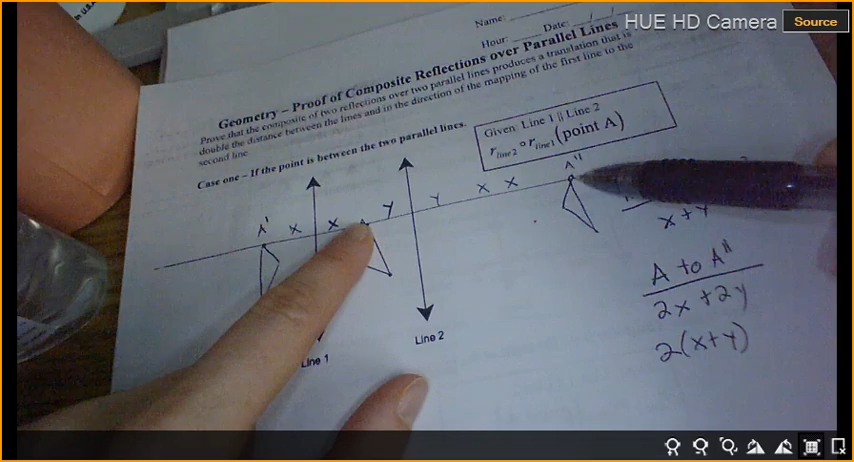 HUE HD Camera
Source
Name:
Date: / /
Hour:
Geometry – Proof of Composite Reflections over Parallel Lines
Prove that the composite of two reflections over two parallel lines produces a translation that is
double the distance between the lines and in the direction of the mapping of the first line to the
second line
Case one – If the point is between the two parallel lines.
Given: Line 1 || Line 2
r line 2 ∘ r line 1 (point A)
A' x x y y x x A"
x + y
A to A"
2x + 2y
2(x+y)
Line 1
Line 2